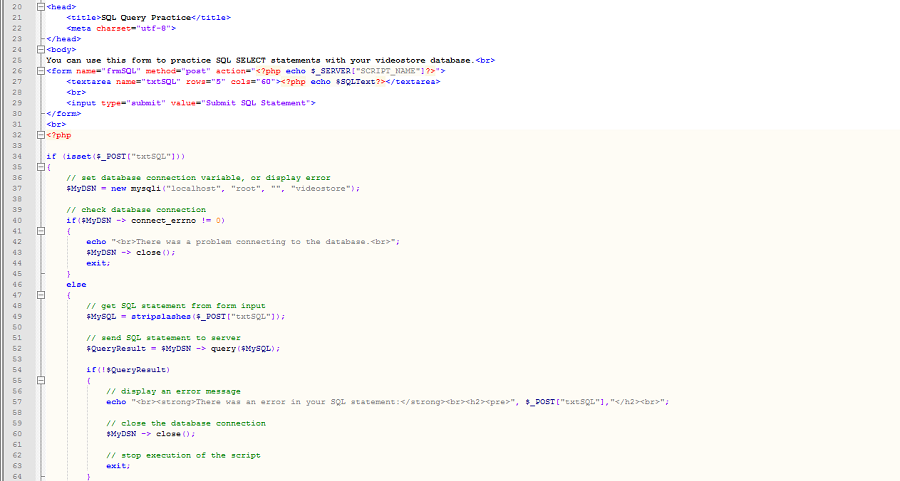 20 <head>
21 <title>SQL Query Practice</title>
22 <meta charset="utf-8">
23 </head>
24 <body>
25 You can use this form to practice SQL SELECT statements with your videostore database.<br>
26 <form name="frmSQL" method="post" action="<?php echo $_SERVER["SCRIPT_NAME"]?>">
27 <textarea name="txtSQL" rows="5" cols="60"><?php echo $SQLText?></textarea>
28 <br>
29 <input type="submit" value="Submit SQL Statement">
30 </form>
31 <br>
32 <?php
33
34 if (isset($_POST["txtSQL"]))
35 {
36 // set database connection variable, or display error
37 $MyDSN = new mysqli("localhost", "root", "", "videostore");
38
39 // check database connection
40 if($MyDSN -> connect_errno != 0)
41 {
42 echo "<br>There was a problem connecting to the database.<br>";
43 $MyDSN -> close();
44 exit;
45 }
46 else
47 {
48 // get SQL statement from form input
49 $MySQL = stripslashes($_POST["txtSQL"]);
50
51 // send SQL statement to server
52 $QueryResult = $MyDSN -> query($MySQL);
53
54 if(!$QueryResult)
55 {
56 // display an error message
57 echo "<br><strong>There was an error in your SQL statement:</strong><br><h2><pre>", $_POST["txtSQL"],"</h2><br>";
58
59 // close the database connection
60 $MyDSN -> close();
61
62 // stop execution of the script
63 exit;
64 }